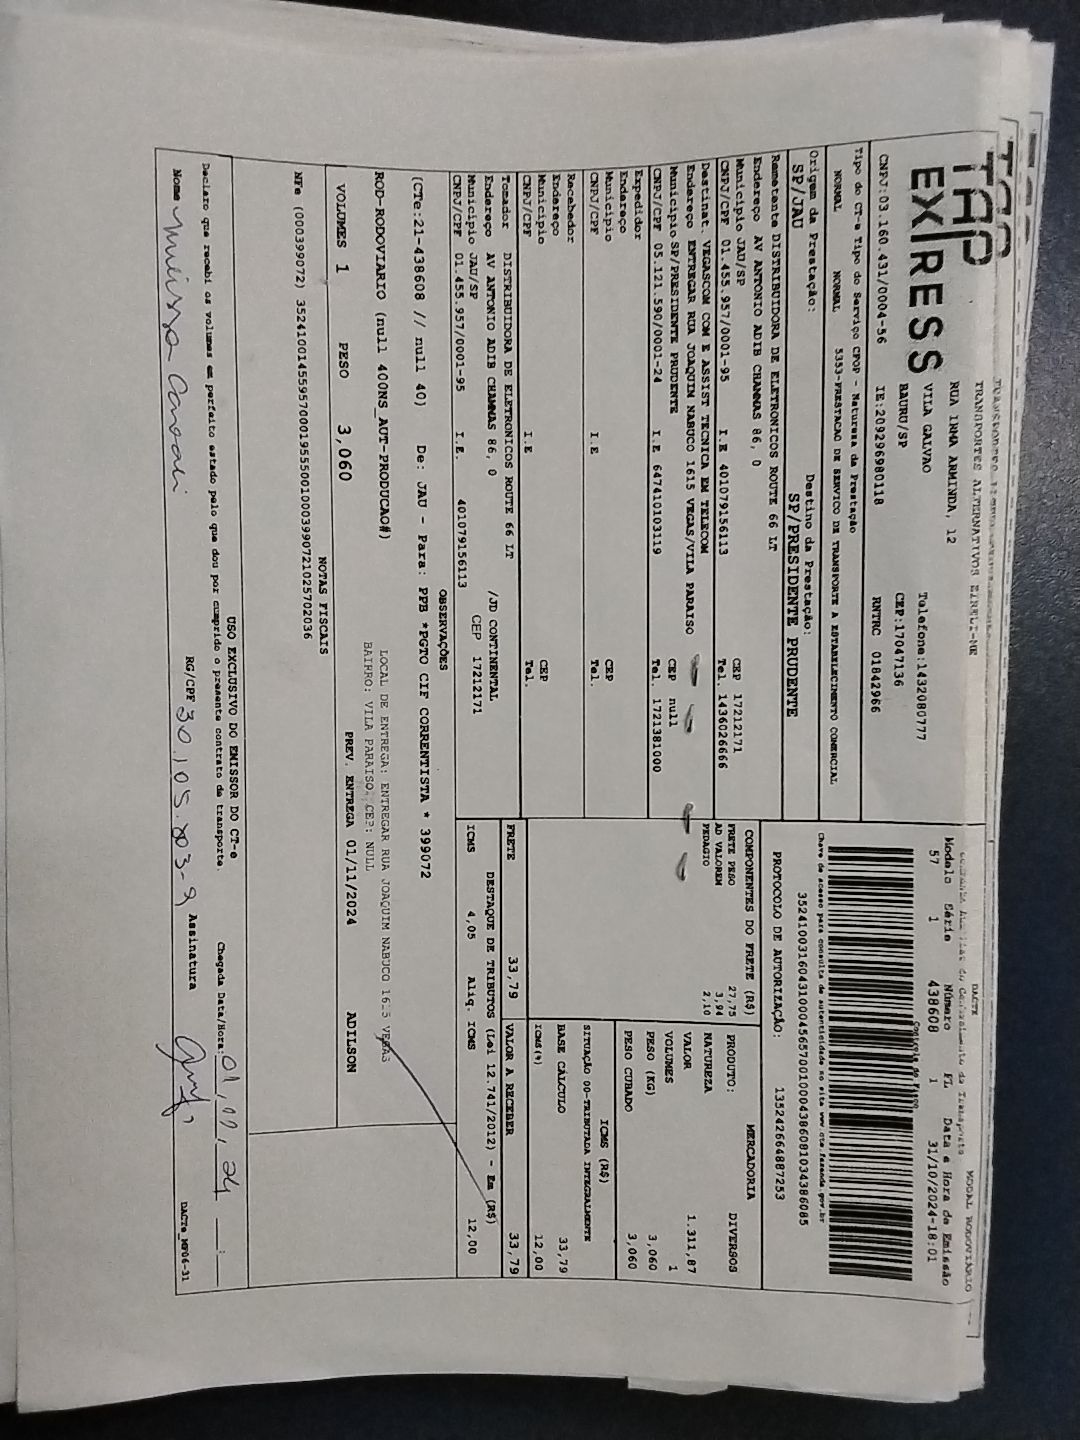 TAP
EXPRESS
TRANSPORTES ALTERNATIVOS EIRELI-ME
RUA IRMA ARMINDA, 12
VILA GALVAO
BAURU/SP
Telefone:1432080777
CEP:17047136
CNPJ:03.160.431/0004-56 IE:209296980118 RNTRC 01842966
DACTE
MODAL RODOVIARIO
Modelo Série Número FL Data e Hora de Emissão
57 1 438608 1 31/10/2024-18:01
Controle do Fisco
Chave de acesso para consulta de autenticidade no site www.cte.fazenda.gov.br
35241003160431000456570010004386081034386085
PROTOCOLO DE AUTORIZAÇÃO: 135242664887253
Tipo do CT-e Tipo do Serviço CFOP - Natureza da Prestação
NORMAL NORMAL 5353-PRESTACAO DE SERVICO DE TRANSPORTE A ESTABELECIMENTO COMERCIAL
Origem da Prestação: Destino da Prestação:
SP/JAU SP/PRESIDENTE PRUDENTE
Remetente DISTRIBUIDORA DE ELETRONICOS ROUTE 66 LT
Endereço AV ANTONIO ADIB CHAMMAS 86, 0
Município JAU/SP CEP 17212171
CNPJ/CPF 01.455.957/0001-95 I.E 401079156113 Tel. 1436026666
Destinat. VEGASCOM COM E ASSIST TECNICA EM TELECOM
Endereço ENTREGAR RUA JOAQUIM NABUCO 1615 VEGAS/VILA PARAISO
Município SP/PRESIDENTE PRUDENTE CEP null
CNPJ/CPF 05.121.590/0001-24 I.E 647410103119 Tel. 1721381000
Expedidor
Endereço
Município CEP
CNPJ/CPF I.E Tel.
Recebedor
Endereço
Município CEP
CNPJ/CPF I.E Tel.
Tomador DISTRIBUIDORA DE ELETRONICOS ROUTE 66 LT
Endereço AV ANTONIO ADIB CHAMMAS 86, 0 /JD CONTINENTAL
Município JAU/SP CEP 17212171
CNPJ/CPF 01.455.957/0001-95 I.E. 401079156113
COMPONENTES DO FRETE (R$)
FRETE PESO 27,75
AD VALOREM 3,94
PEDAGIO 2,10
MERCADORIA
PRODUTO: DIVERSOS
NATUREZA
VALOR 1.311,87
VOLUMES 1
PESO (KG) 3,060
PESO CUBADO 3,060
ICMS (R$)
SITUAÇÃO 00-TRIBUTADA INTEGRALMENTE
BASE CÁLCULO 33,79
ICMS(%) 12,00
FRETE 33,79 VALOR A RECEBER 33,79
DESTAQUE DE TRIBUTOS (Lei 12.741/2012) - Em (R$)
ICMS 4,05 Aliq. ICMS 12,00
OBSERVAÇÕES
(CTe:21-438608 // null 40) De: JAU - Para: PPB *PGTO CIF CORRENTISTA * 399072
ROD-RODOVIARIO (null 400NS_AUT-PRODUCAO#)
LOCAL DE ENTREGA: ENTREGAR RUA JOAQUIM NABUCO 1615 VEGAS
BAIRRO: VILA PARAISO, CEP: NULL
VOLUMES 1 PESO 3,060 PREV. ENTREGA 01/11/2024 ADILSON
NOTAS FISCAIS
NFe (000399072) 35241001455957000195550010003990721025702036
USO EXCLUSIVO DO EMISSOR DO CT-e
Declaro que recebi os volumes em perfeito estado pelo que dou por cumprido o presente contrato de transporte.
Chegada Data/Hora: 01/11/24 __:__
Nome RG/CPF 30.105.803-9 Assinatura
DACTe_MP06-31